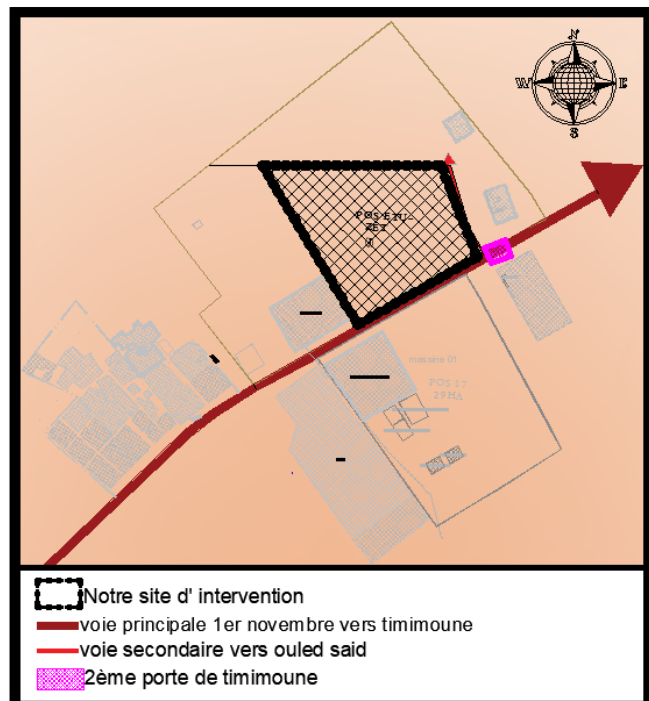 N
W
E
S
massine 01
POS 17
29HA
Notre site d' intervention
voie principale 1er novembre vers timimoune
voie secondaire vers ouled said
2ème porte de timimoune